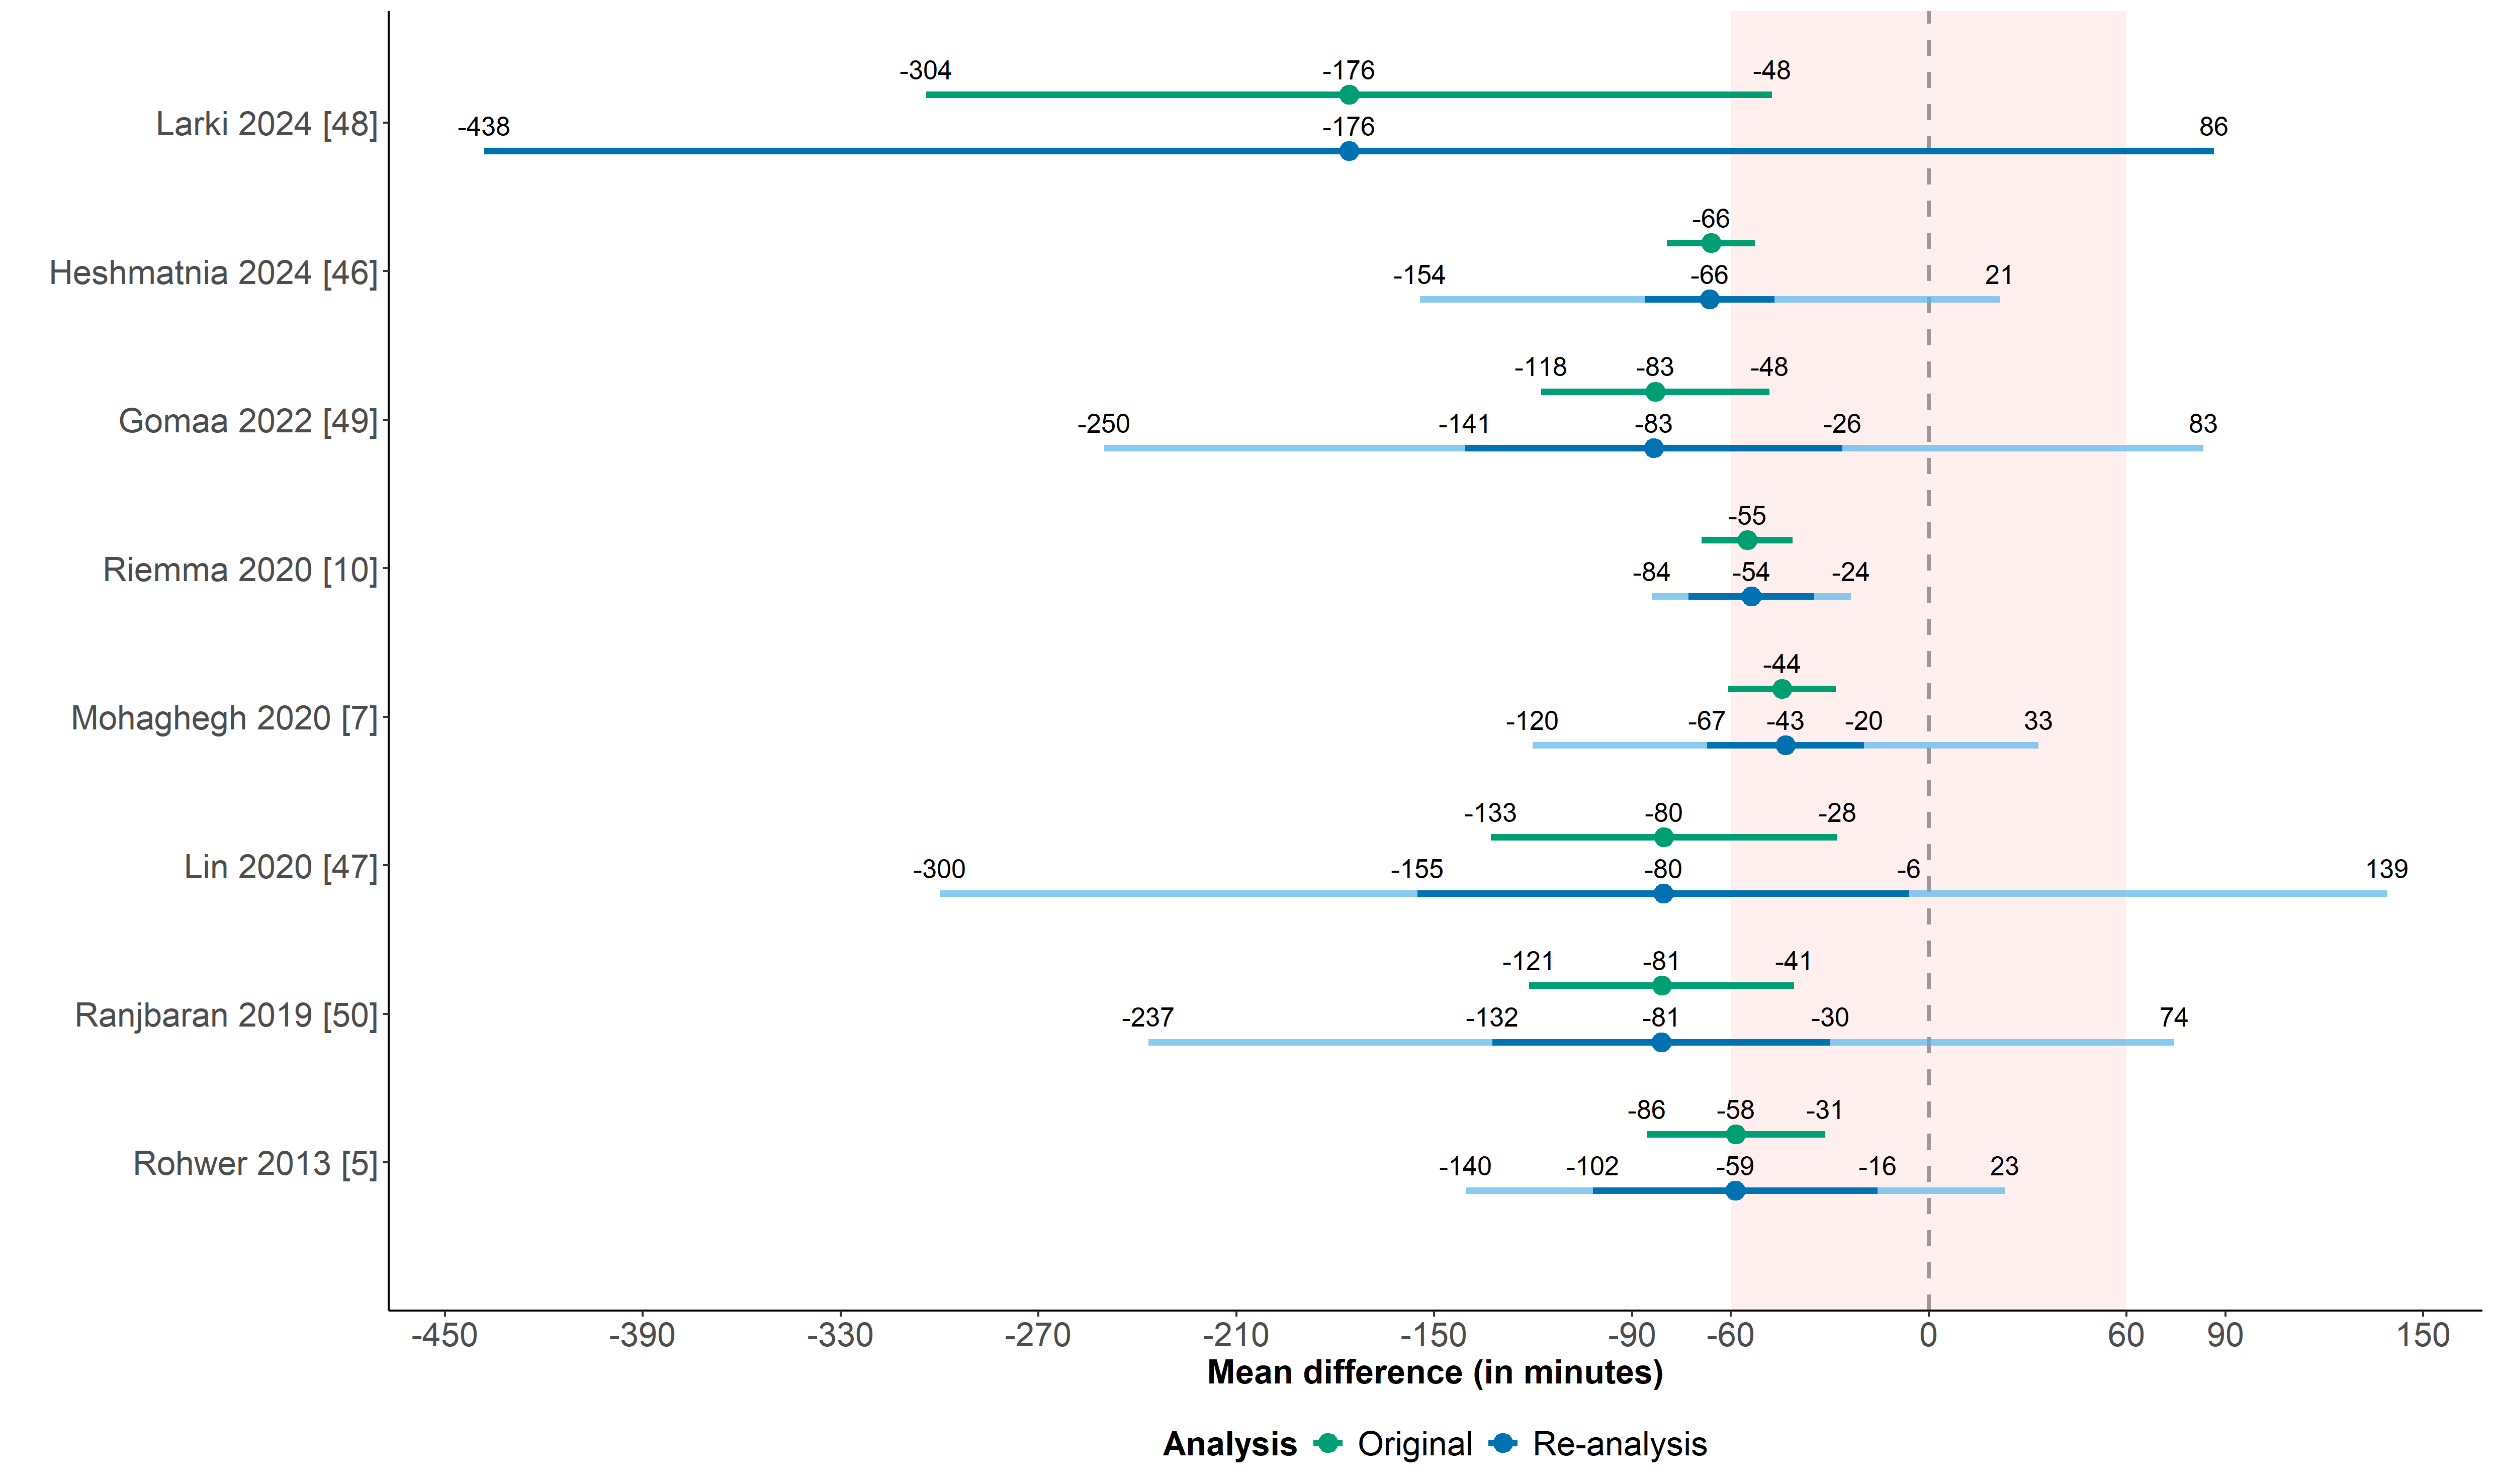 -304 -176 -48
Larki 2024 [48]
-438 -176 86
-66
Heshmatnia 2024 [46]
-154 -66 21
-118 -83 -48
Gomaa 2022 [49]
-250 -141 -83 -26 83
-55
Riemma 2020 [10]
-84 -54 -24
-44
Mohaghegh 2020 [7]
-120 -67 -43 -20 33
-133 -80 -28
Lin 2020 [47]
-300 -155 -80 -6 139
-121 -81 -41
Ranjbaran 2019 [50]
-237 -132 -81 -30 74
-86 -58 -31
Rohwer 2013 [5]
-140 -102 -59 -16 23
-450 -390 -330 -270 -210 -150 -90 -60 0 60 90 150
Mean difference (in minutes)
Analysis Original Re-analysis